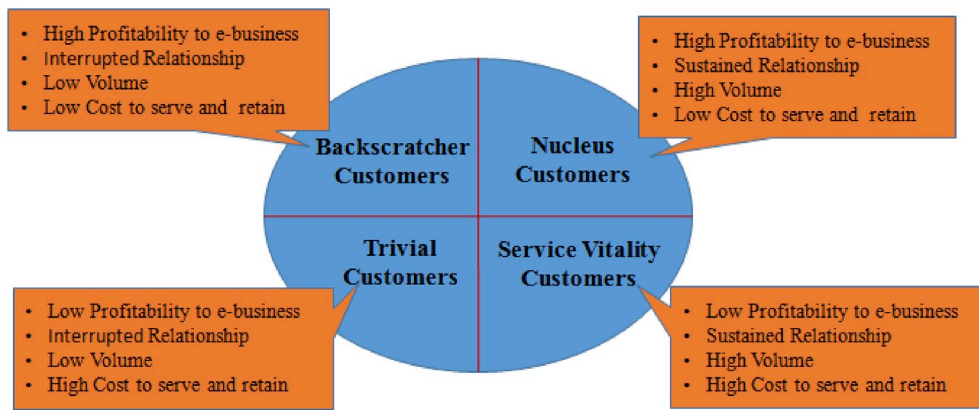 • High Profitability to e-business
• Interrupted Relationship
• Low Volume
• Low Cost to serve and retain
• High Profitability to e-business
• Sustained Relationship
• High Volume
• Low Cost to serve and retain
Backscratcher
Customers
Nucleus
Customers
Trivial
Customers
Service Vitality
Customers
• Low Profitability to e-business
• Interrupted Relationship
• Low Volume
• High Cost to serve and retain
• Low Profitability to e-business
• Sustained Relationship
• High Volume
• High Cost to serve and retain